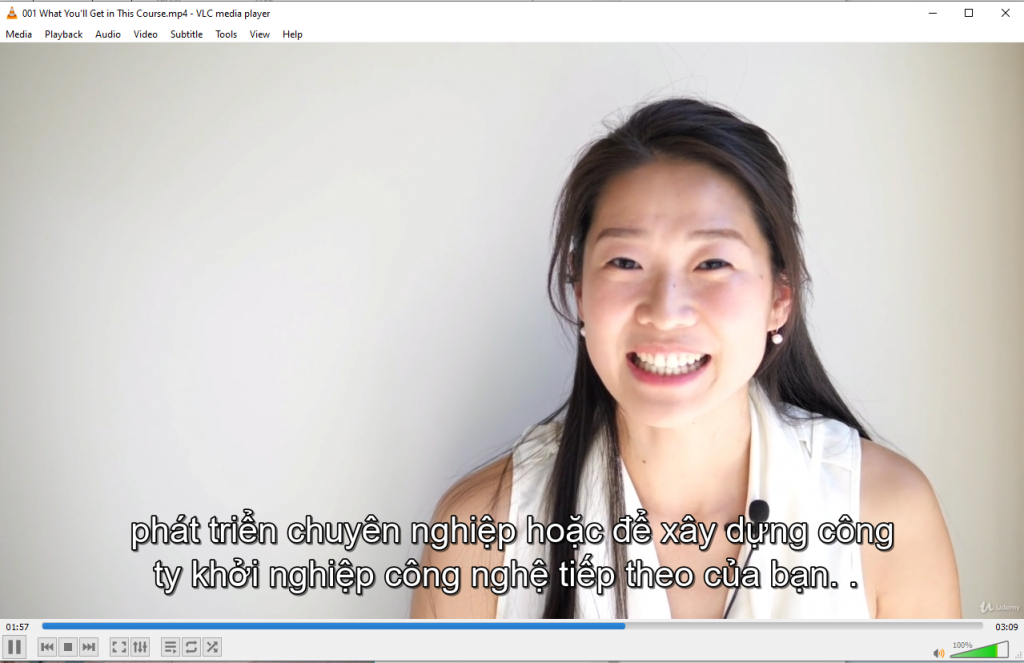 001 What You'll Get in This Course.mp4 - VLC media player
Media Playback Audio Video Subtitle Tools View Help
phát triển chuyên nghiệp hoặc để xây dựng công
ty khởi nghiệp công nghệ tiếp theo của bạn. .
Udemy
01:57
03:09
100%